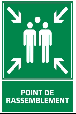 POINT DE
RASSEMBLEMENT